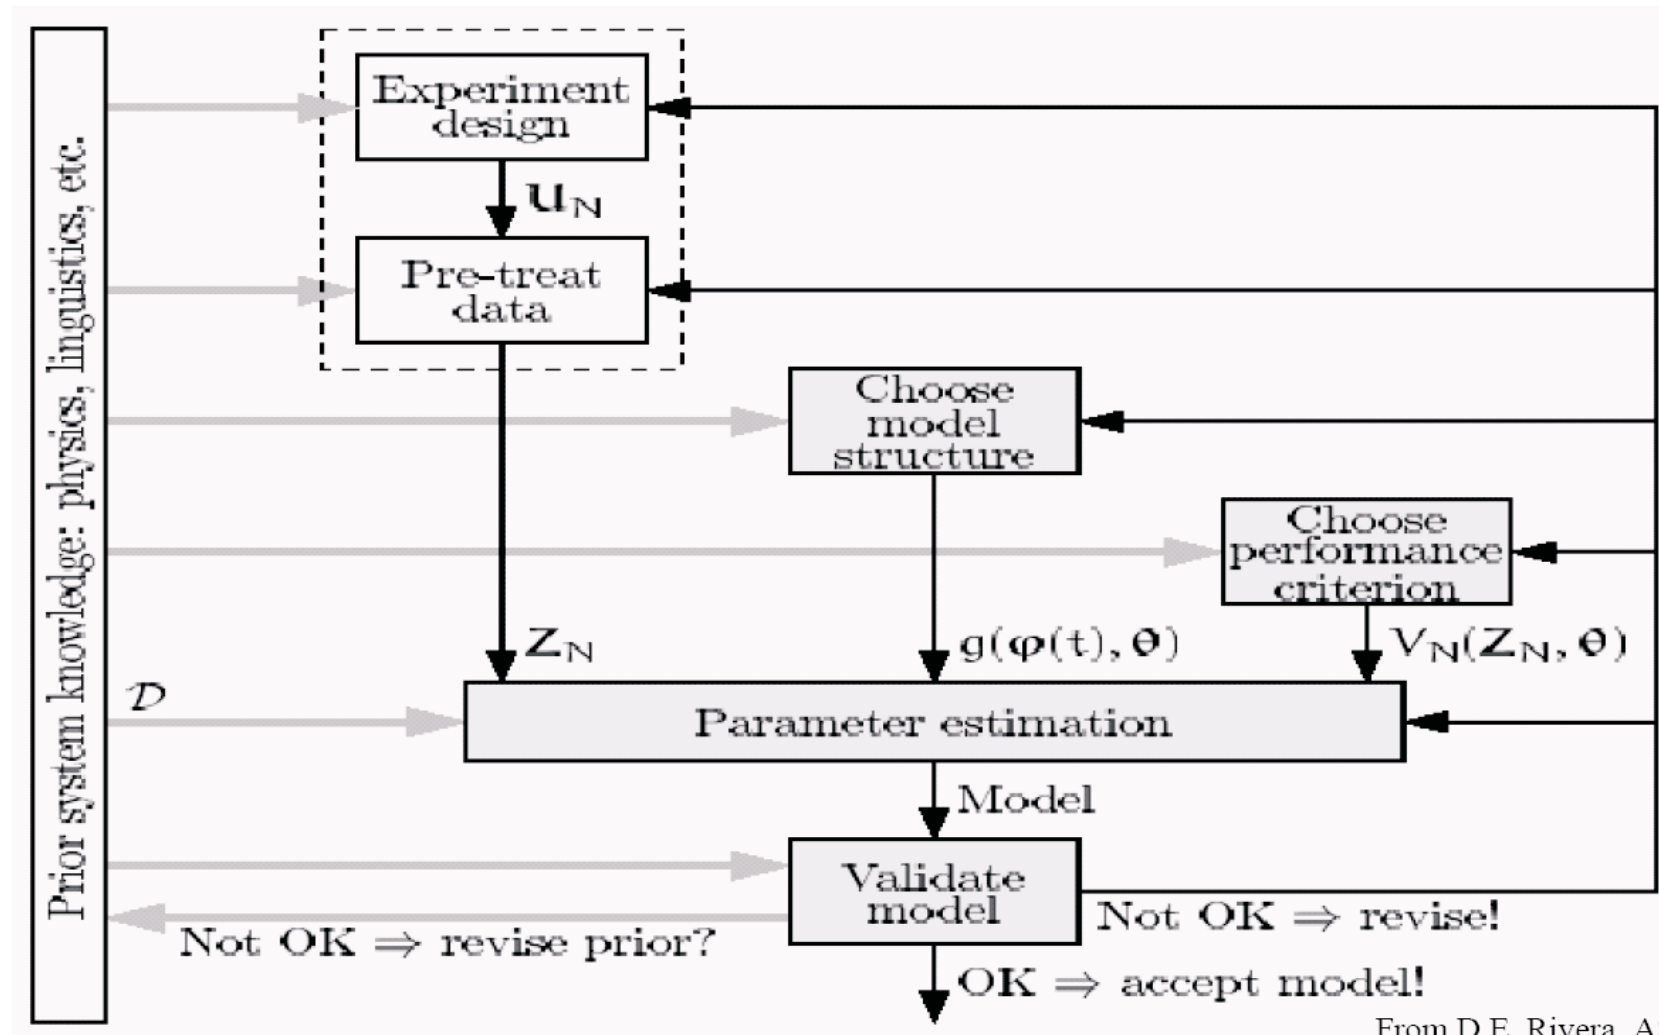 Prior system knowledge: physics, linguistics, etc.
Experiment
design
U_N
Pre-treat
data
Choose
model
structure
Choose
performance
criterion
Z_N
g(φ(t), θ)
V_N(Z_N, θ)
𝒟
Parameter estimation
Model
Validate
model
Not OK ⇒ revise!
Not OK ⇒ revise prior?
OK ⇒ accept model!
From D.E. Rivera, A